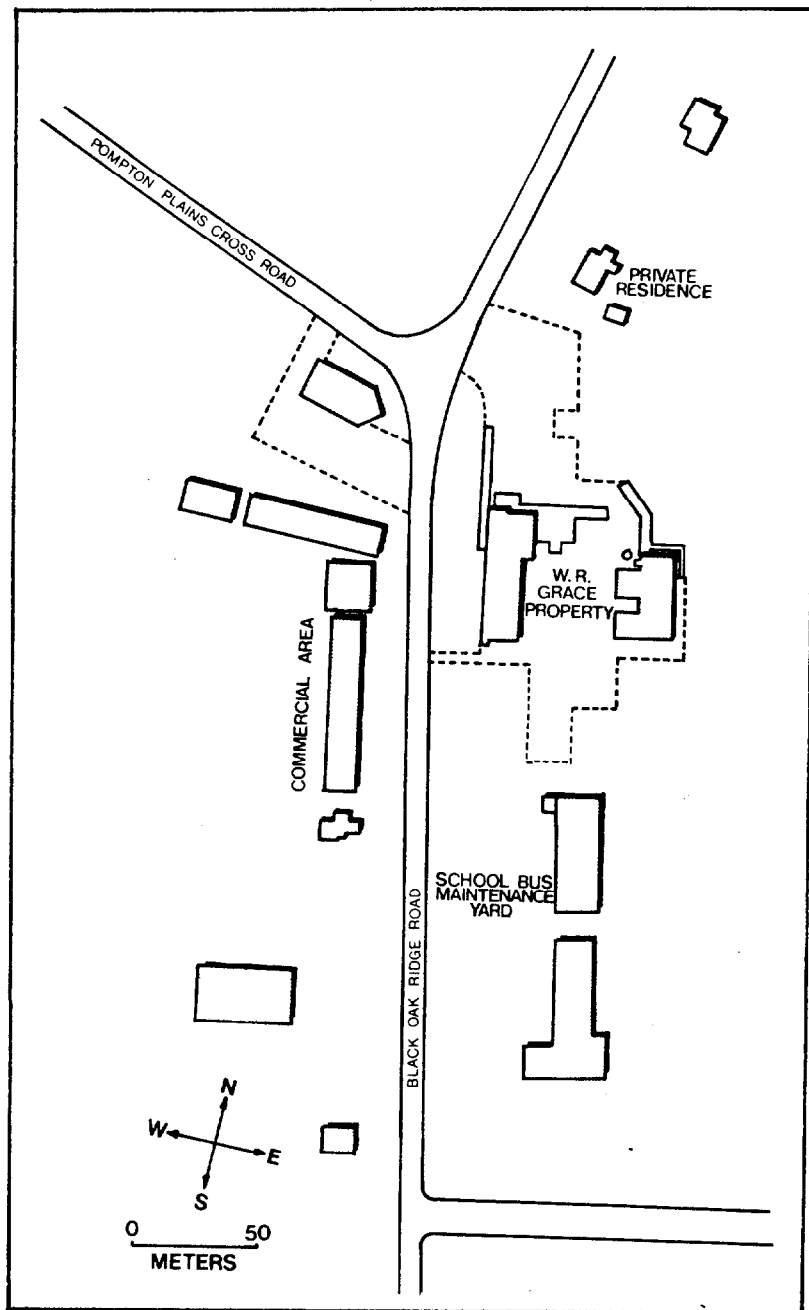 POMPTON PLAINS CROSS ROAD
PRIVATE
RESIDENCE
W. R.
GRACE
PROPERTY
COMMERCIAL AREA
SCHOOL BUS
MAINTENANCE
YARD
BLACK OAK RIDGE ROAD
N
W
E
S
0 50
METERS